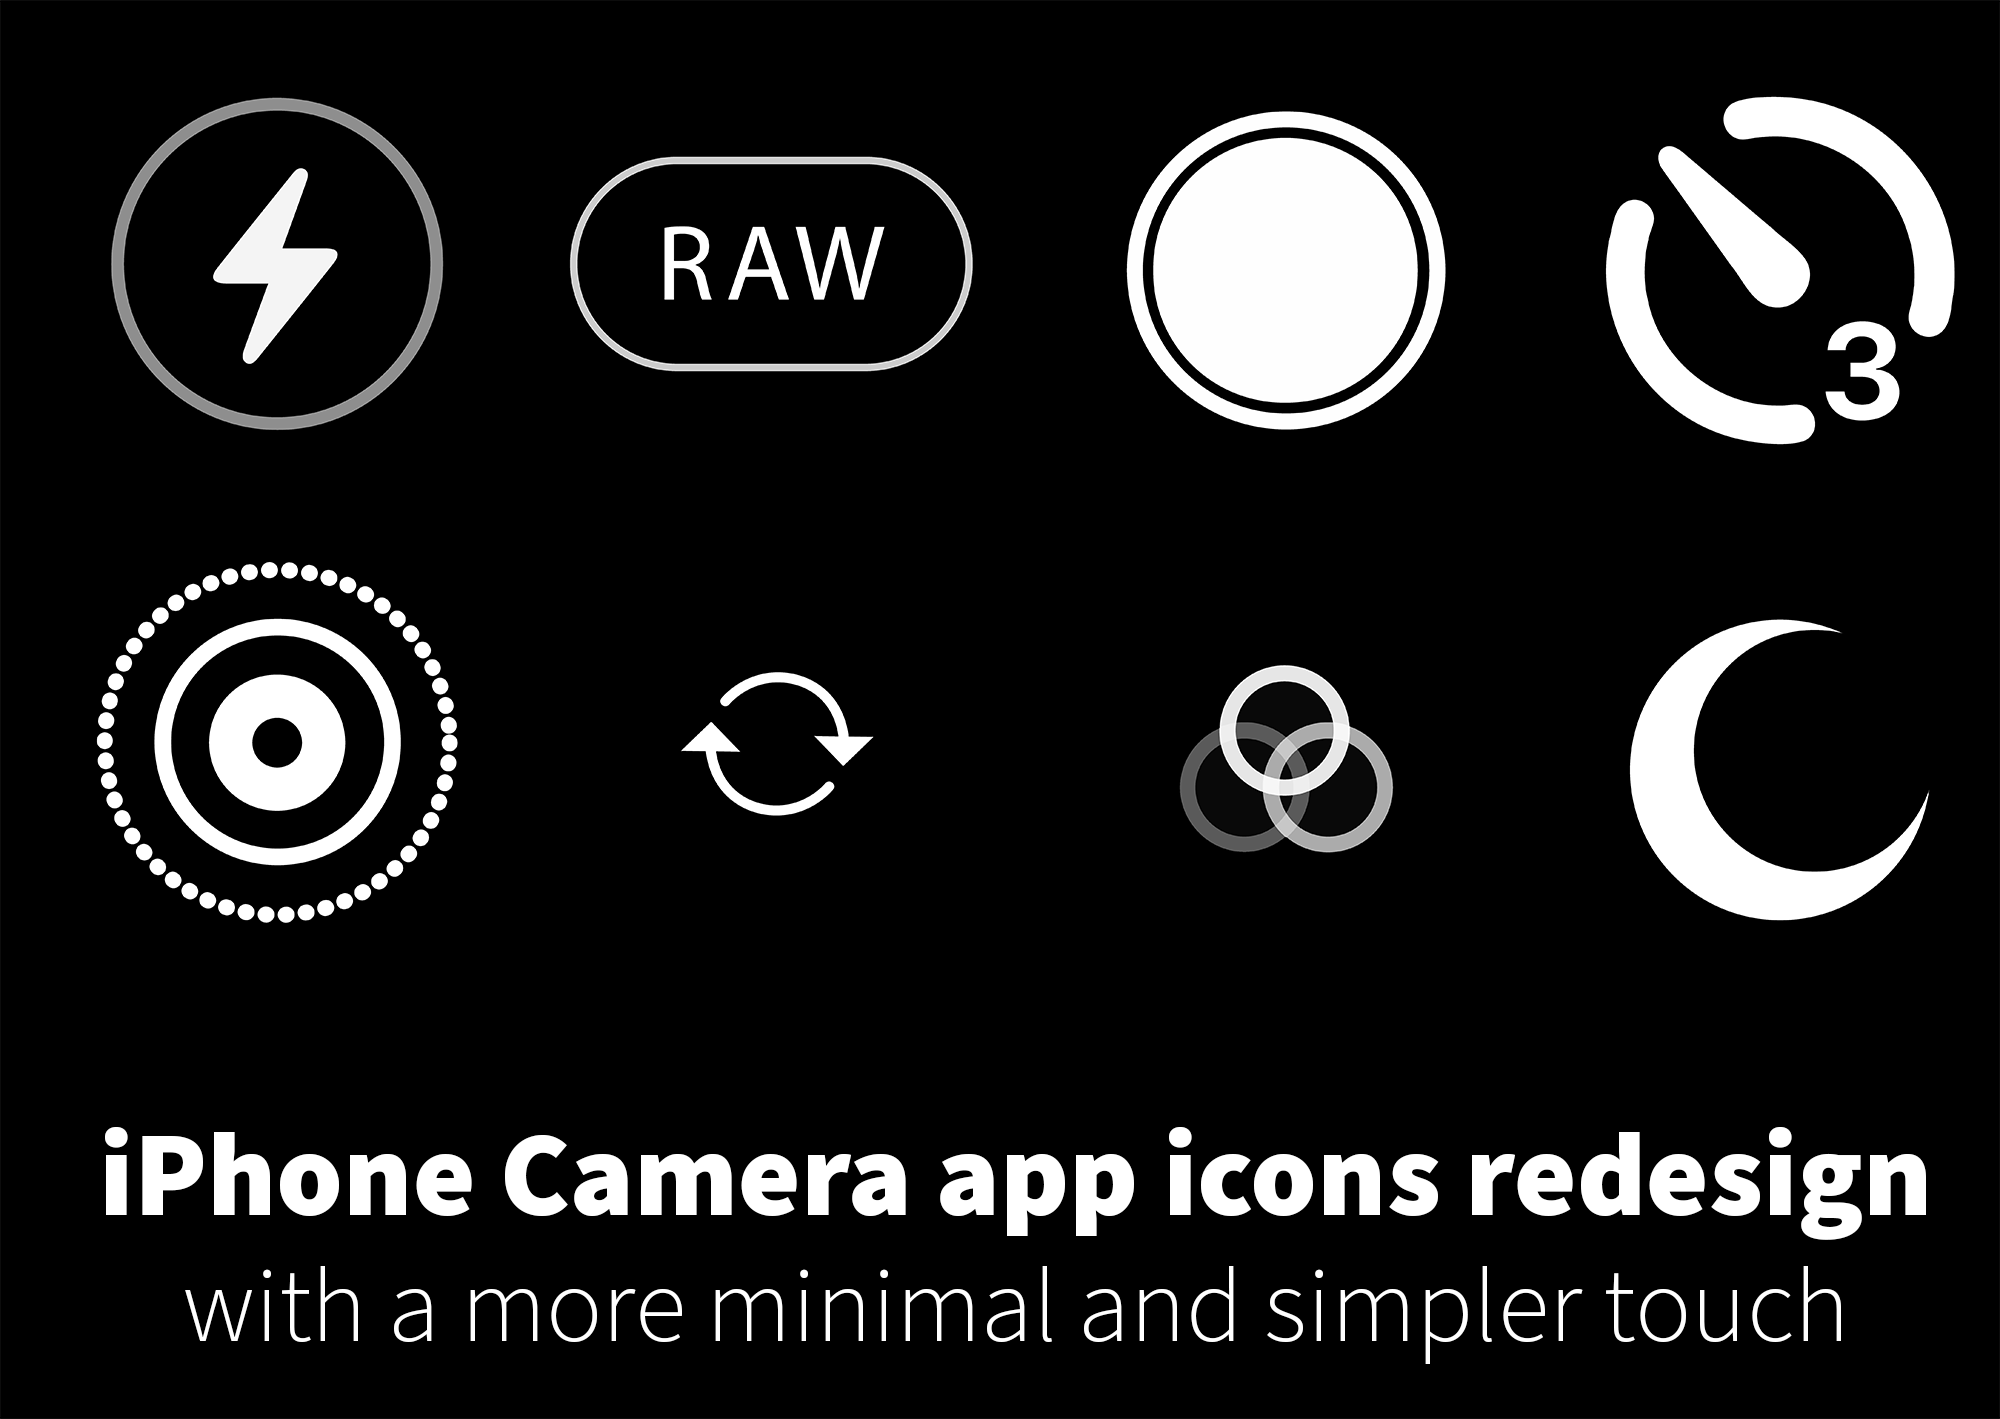 RAW
3
iPhone Camera app icons redesign
with a more minimal and simpler touch